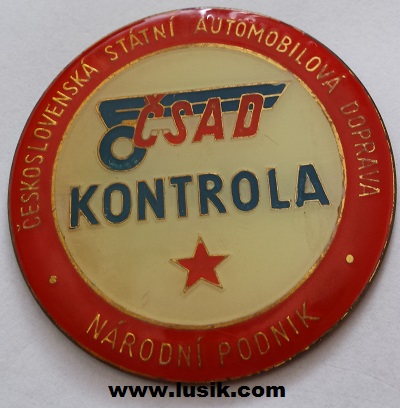 ČESKOSLOVENSKÁ STÁTNÍ AUTOMOBILOVÁ DOPRAVA
ČSAD
KONTROLA
• NÁRODNÍ PODNIK •
www.lusik.com